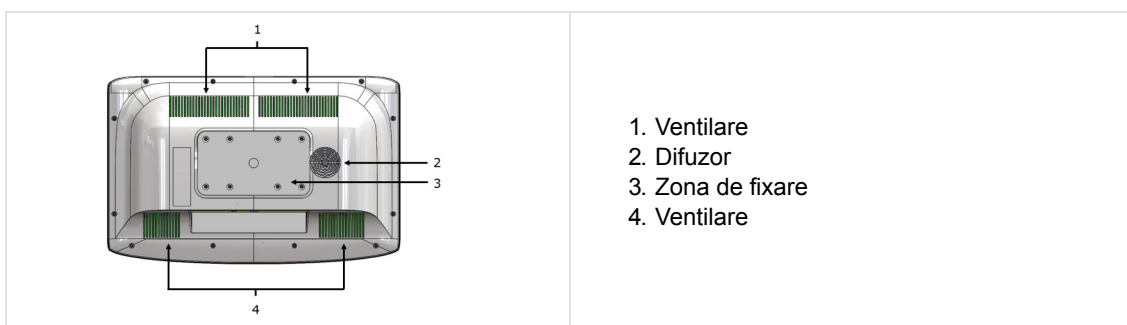 1
2
3
4
1. Ventilare
2. Difuzor
3. Zona de fixare
4. Ventilare